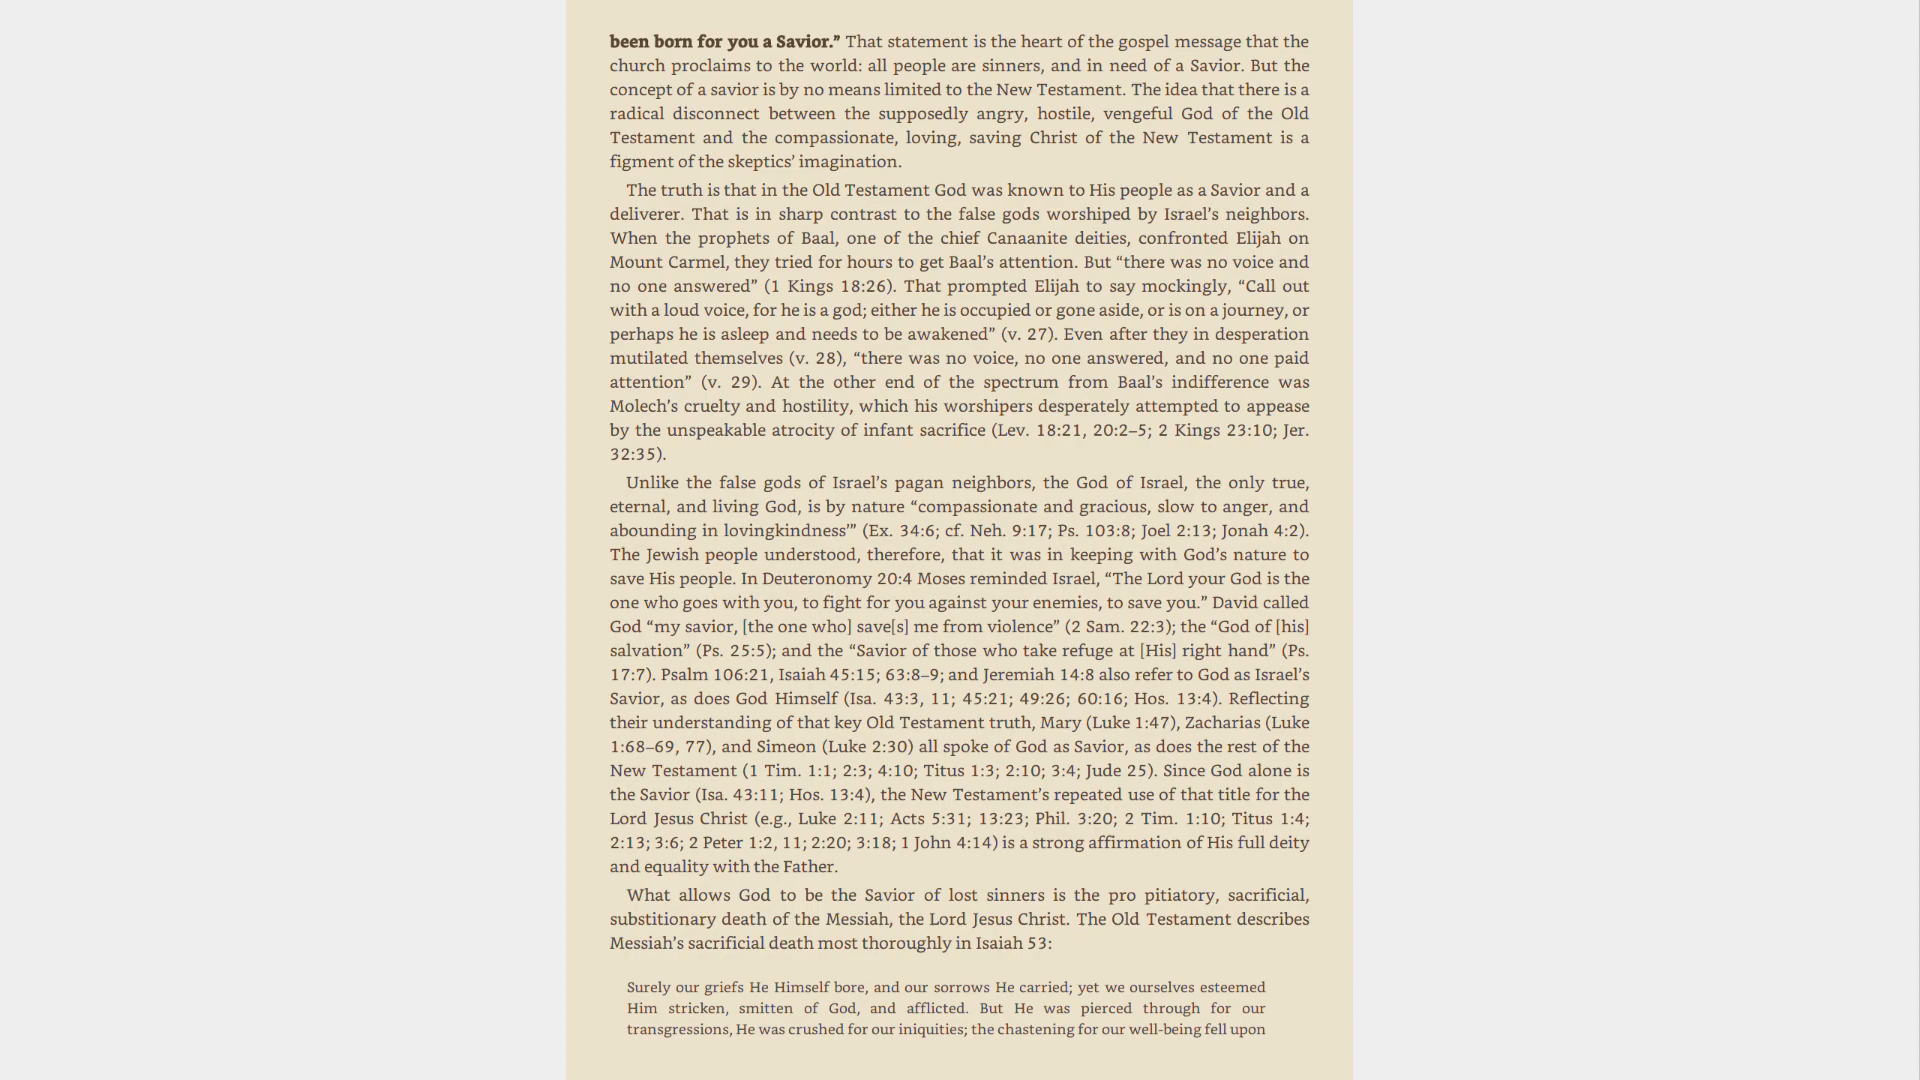 been born for you a Savior.” That statement is the heart of the gospel message that the
church proclaims to the world: all people are sinners, and in need of a Savior. But the
concept of a savior is by no means limited to the New Testament. The idea that there is a
radical disconnect between the supposedly angry, hostile, vengeful God of the Old
Testament and the compassionate, loving, saving Christ of the New Testament is a
figment of the skeptics’ imagination.
The truth is that in the Old Testament God was known to His people as a Savior and a
deliverer. That is in sharp contrast to the false gods worshiped by Israel’s neighbors.
When the prophets of Baal, one of the chief Canaanite deities, confronted Elijah on
Mount Carmel, they tried for hours to get Baal’s attention. But “there was no voice and
no one answered” (1 Kings 18:26). That prompted Elijah to say mockingly, “Call out
with a loud voice, for he is a god; either he is occupied or gone aside, or is on a journey, or
perhaps he is asleep and needs to be awakened” (v. 27). Even after they in desperation
mutilated themselves (v. 28), “there was no voice, no one answered, and no one paid
attention” (v. 29). At the other end of the spectrum from Baal’s indifference was
Molech’s cruelty and hostility, which his worshipers desperately attempted to appease
by the unspeakable atrocity of infant sacrifice (Lev. 18:21, 20:2–5; 2 Kings 23:10; Jer.
32:35).
Unlike the false gods of Israel’s pagan neighbors, the God of Israel, the only true,
eternal, and living God, is by nature “compassionate and gracious, slow to anger, and
abounding in lovingkindness’” (Ex. 34:6; cf. Neh. 9:17; Ps. 103:8; Joel 2:13; Jonah 4:2).
The Jewish people understood, therefore, that it was in keeping with God’s nature to
save His people. In Deuteronomy 20:4 Moses reminded Israel, “The Lord your God is the
one who goes with you, to fight for you against your enemies, to save you.” David called
God “my savior, [the one who] save[s] me from violence” (2 Sam. 22:3); the “God of [his]
salvation” (Ps. 25:5); and the “Savior of those who take refuge at [His] right hand” (Ps.
17:7). Psalm 106:21, Isaiah 45:15; 63:8–9; and Jeremiah 14:8 also refer to God as Israel’s
Savior, as does God Himself (Isa. 43:3, 11; 45:21; 49:26; 60:16; Hos. 13:4). Reflecting
their understanding of that key Old Testament truth, Mary (Luke 1:47), Zacharias (Luke
1:68–69, 77), and Simeon (Luke 2:30) all spoke of God as Savior, as does the rest of the
New Testament (1 Tim. 1:1; 2:3; 4:10; Titus 1:3; 2:10; 3:4; Jude 25). Since God alone is
the Savior (Isa. 43:11; Hos. 13:4), the New Testament’s repeated use of that title for the
Lord Jesus Christ (e.g., Luke 2:11; Acts 5:31; 13:23; Phil. 3:20; 2 Tim. 1:10; Titus 1:4;
2:13; 3:6; 2 Peter 1:2, 11; 2:20; 3:18; 1 John 4:14) is a strong affirmation of His full deity
and equality with the Father.
What allows God to be the Savior of lost sinners is the pro pitiatory, sacrificial,
substitionary death of the Messiah, the Lord Jesus Christ. The Old Testament describes
Messiah’s sacrificial death most thoroughly in Isaiah 53:
Surely our griefs He Himself bore, and our sorrows He carried; yet we ourselves esteemed
Him stricken, smitten of God, and afflicted. But He was pierced through for our
transgressions, He was crushed for our iniquities; the chastening for our well-being fell upon